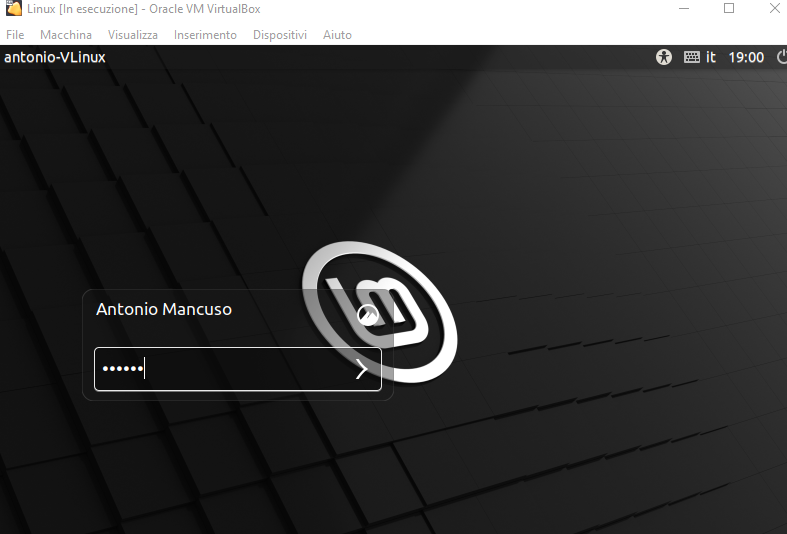 Linux [In esecuzione] - Oracle VM VirtualBox
File Macchina Visualizza Inserimento Dispositivi Aiuto
antonio-VLinux it 19:00
Antonio Mancuso
••••••